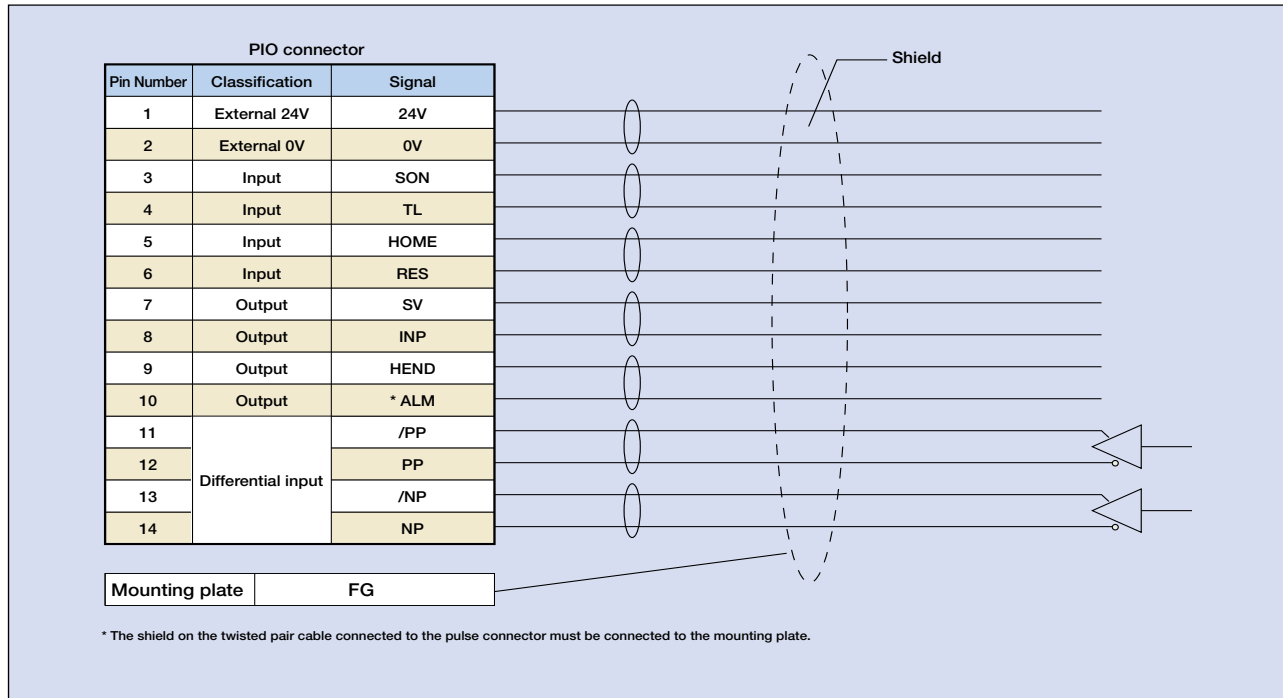 PIO connector
Shield
Pin Number Classification Signal
1 External 24V 24V
2 External 0V 0V
3 Input SON
4 Input TL
5 Input HOME
6 Input RES
7 Output SV
8 Output INP
9 Output HEND
10 Output * ALM
11 /PP
12 PP
Differential input
13 /NP
14 NP
Mounting plate FG
* The shield on the twisted pair cable connected to the pulse connector must be connected to the mounting plate.